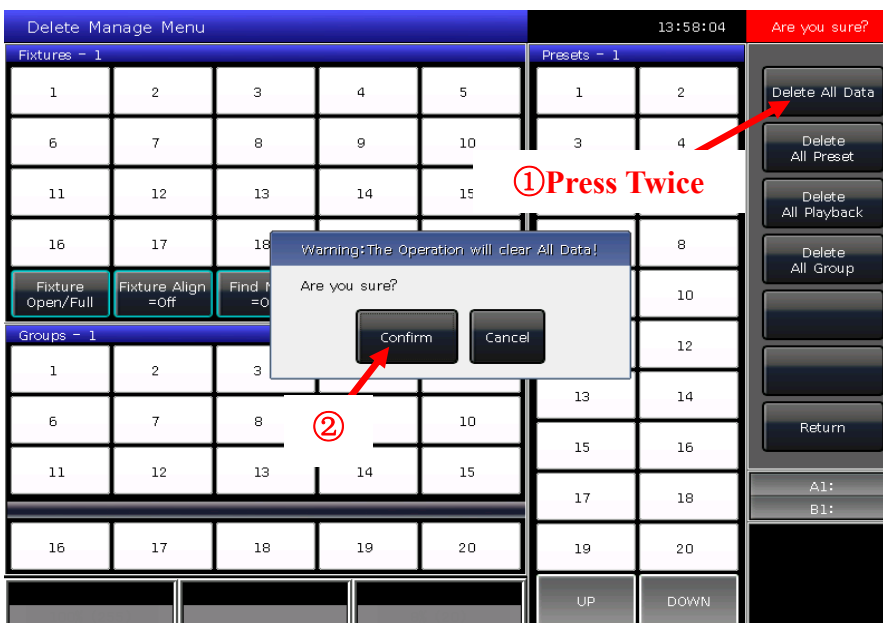 Delete Manage Menu
13:58:04
Are you sure?
Fixtures - 1
1 2 3 4 5
6 7 8 9 10
11 12 13 14
16 17 18
Fixture Open/Full
Fixture Align =Off
Find
Groups - 1
1 2 3
6 7 8 10
11 12 13 14 15
16 17 18 19 20
Presets - 1
1 2
3 4
8
10
12
13 14
15 16
17 18
19 20
UP DOWN
①Press Twice
Warning:The Operation will clear All Data!
Are you sure?
Confirm Cancel
②
Delete All Data
Delete
All Preset
Delete
All Playback
Delete
All Group
Return
A1:
B1: